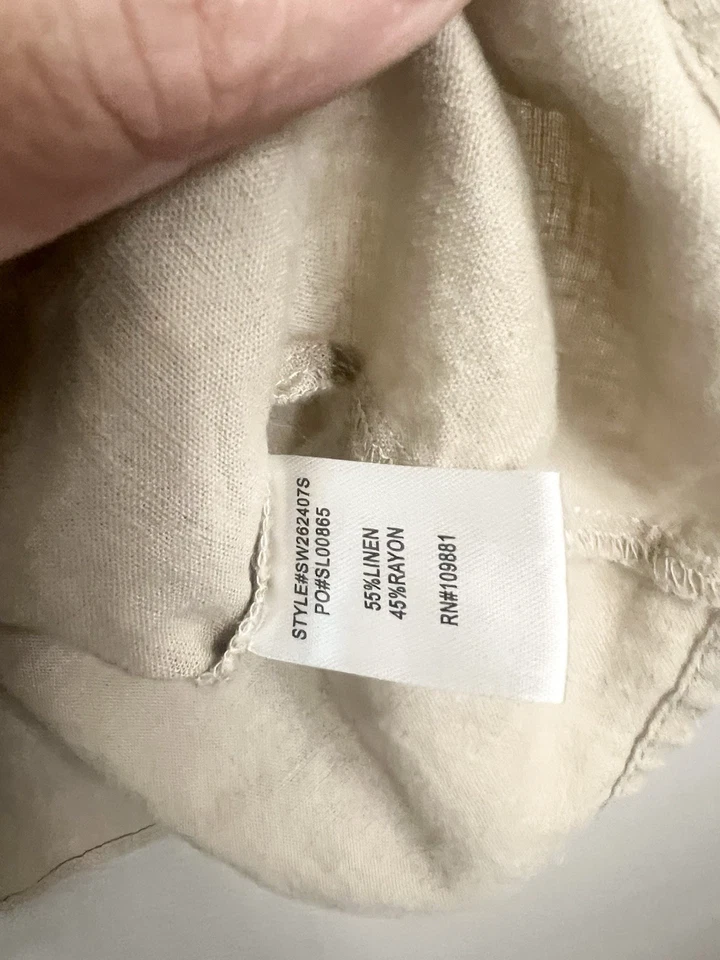 STYLE#SW262407S
PO#SL00865
55%LINEN
45%RAYON
RN#109881